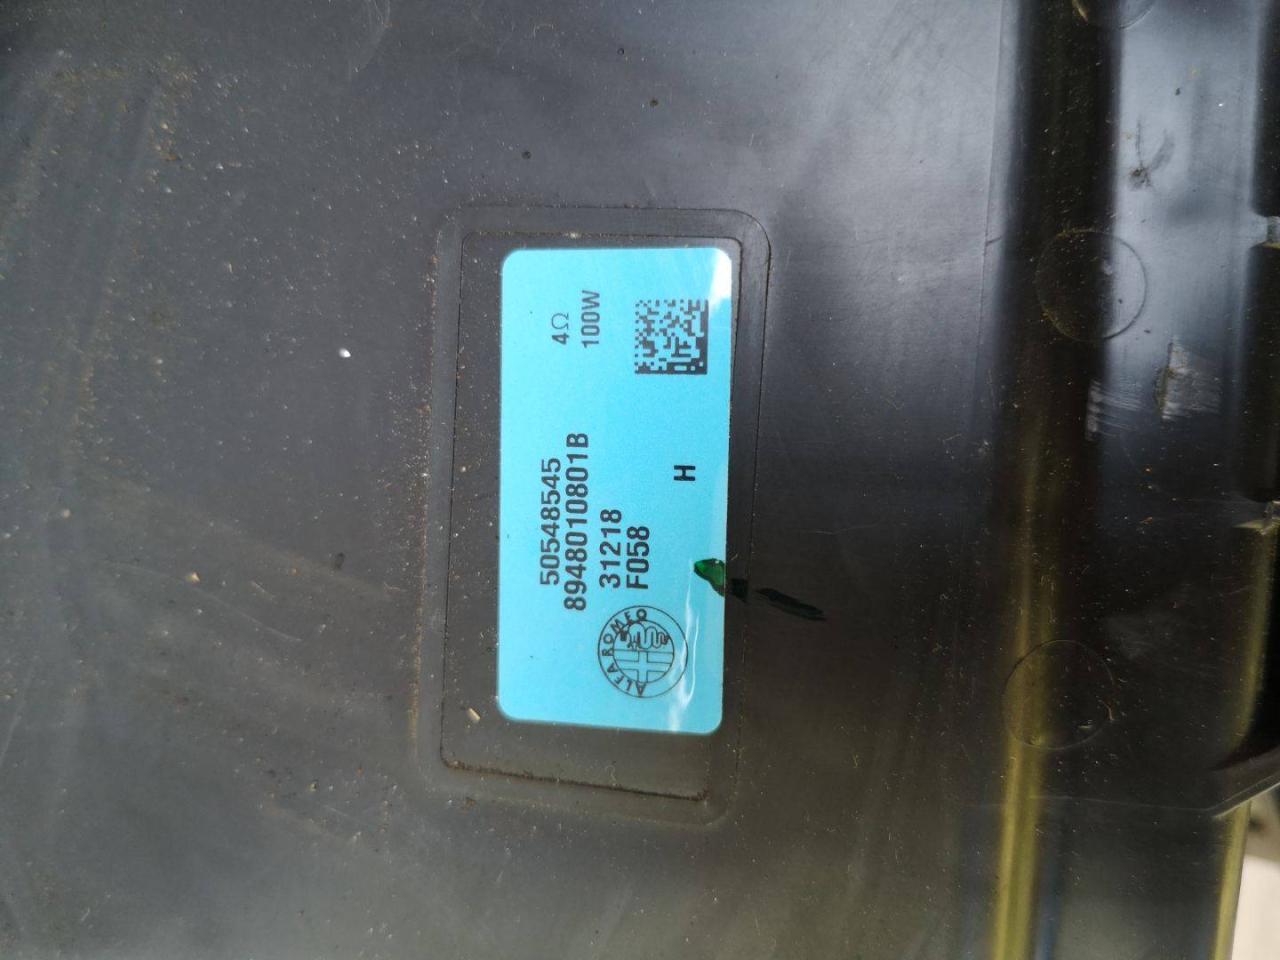 50548545
8948010801B
31218
F058
4Ω
100W
H
ALFA ROMEO